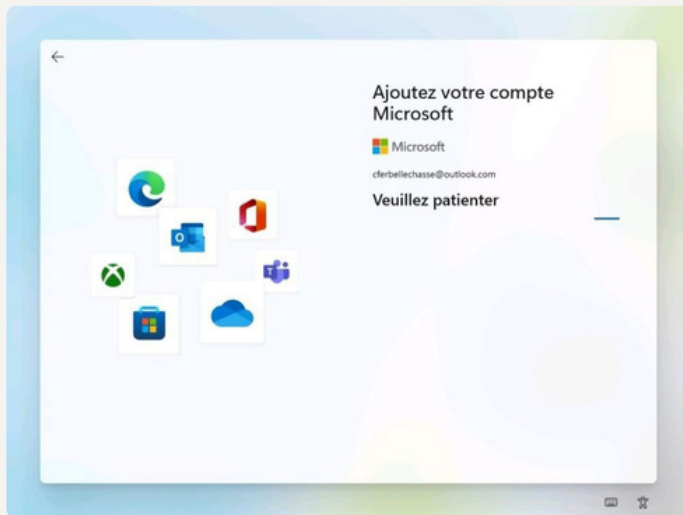 Ajoutez votre compte
Microsoft
Microsoft
cferbellechasse@outlook.com
Veuillez patienter